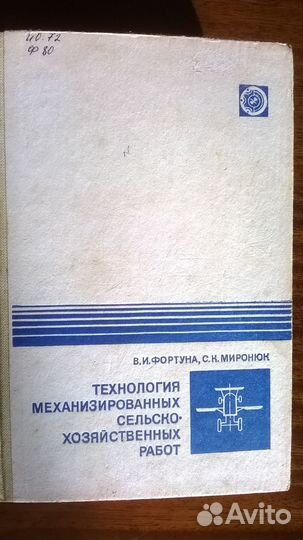 40.72
Ф 80
В.И.ФОРТУНА, С.К.МИРОНЮК
ТЕХНОЛОГИЯ
МЕХАНИЗИРОВАННЫХ
СЕЛЬСКО-
ХОЗЯЙСТВЕННЫХ
РАБОТ
Avito